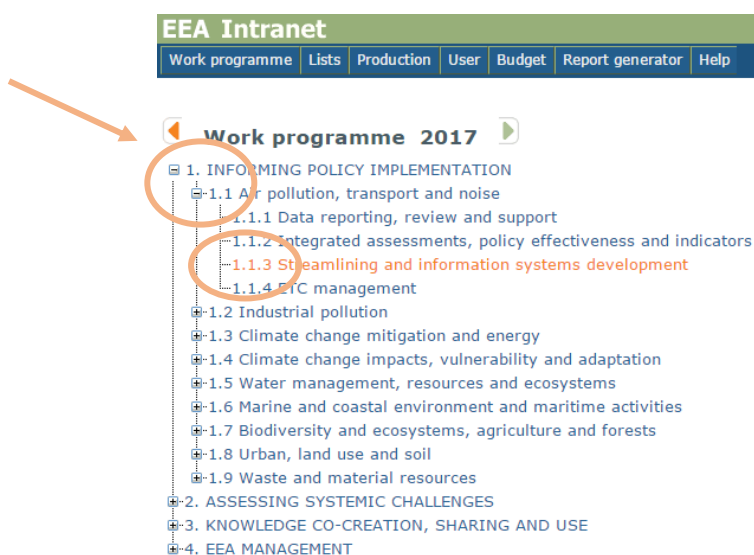 EEA Intranet
Work programme Lists Production User Budget Report generator Help
Work programme 2017
1. INFORMING POLICY IMPLEMENTATION
1.1 Air pollution, transport and noise
1.1.1 Data reporting, review and support
1.1.2 Integrated assessments, policy effectiveness and indicators
1.1.3 Streamlining and information systems development
1.1.4 ETC management
1.2 Industrial pollution
1.3 Climate change mitigation and energy
1.4 Climate change impacts, vulnerability and adaptation
1.5 Water management, resources and ecosystems
1.6 Marine and coastal environment and maritime activities
1.7 Biodiversity and ecosystems, agriculture and forests
1.8 Urban, land use and soil
1.9 Waste and material resources
2. ASSESSING SYSTEMIC CHALLENGES
3. KNOWLEDGE CO-CREATION, SHARING AND USE
4. EEA MANAGEMENT